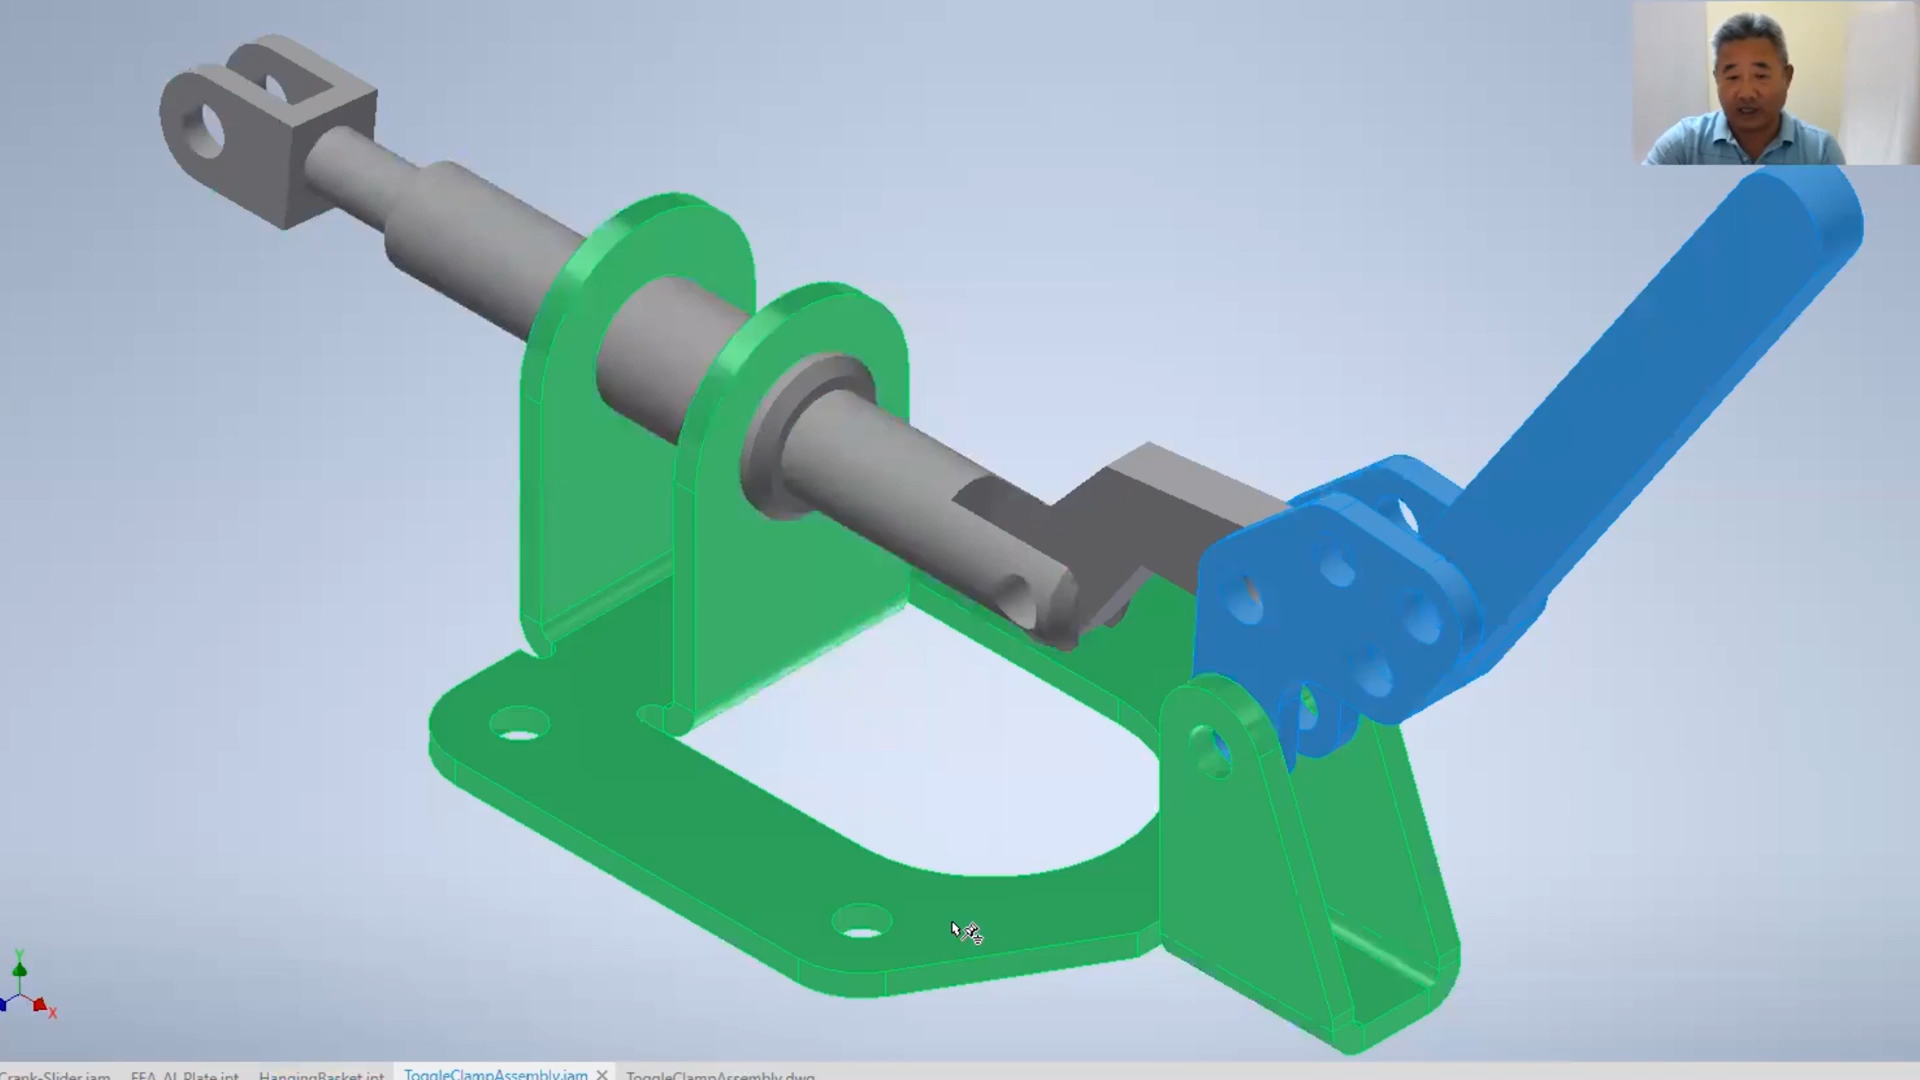 Y
X
Crank-Slider.iam FEA_AL_Plate.ipt HangingBasket.ipt ToggleClampAssembly.iam ToggleClampAssembly.dwg